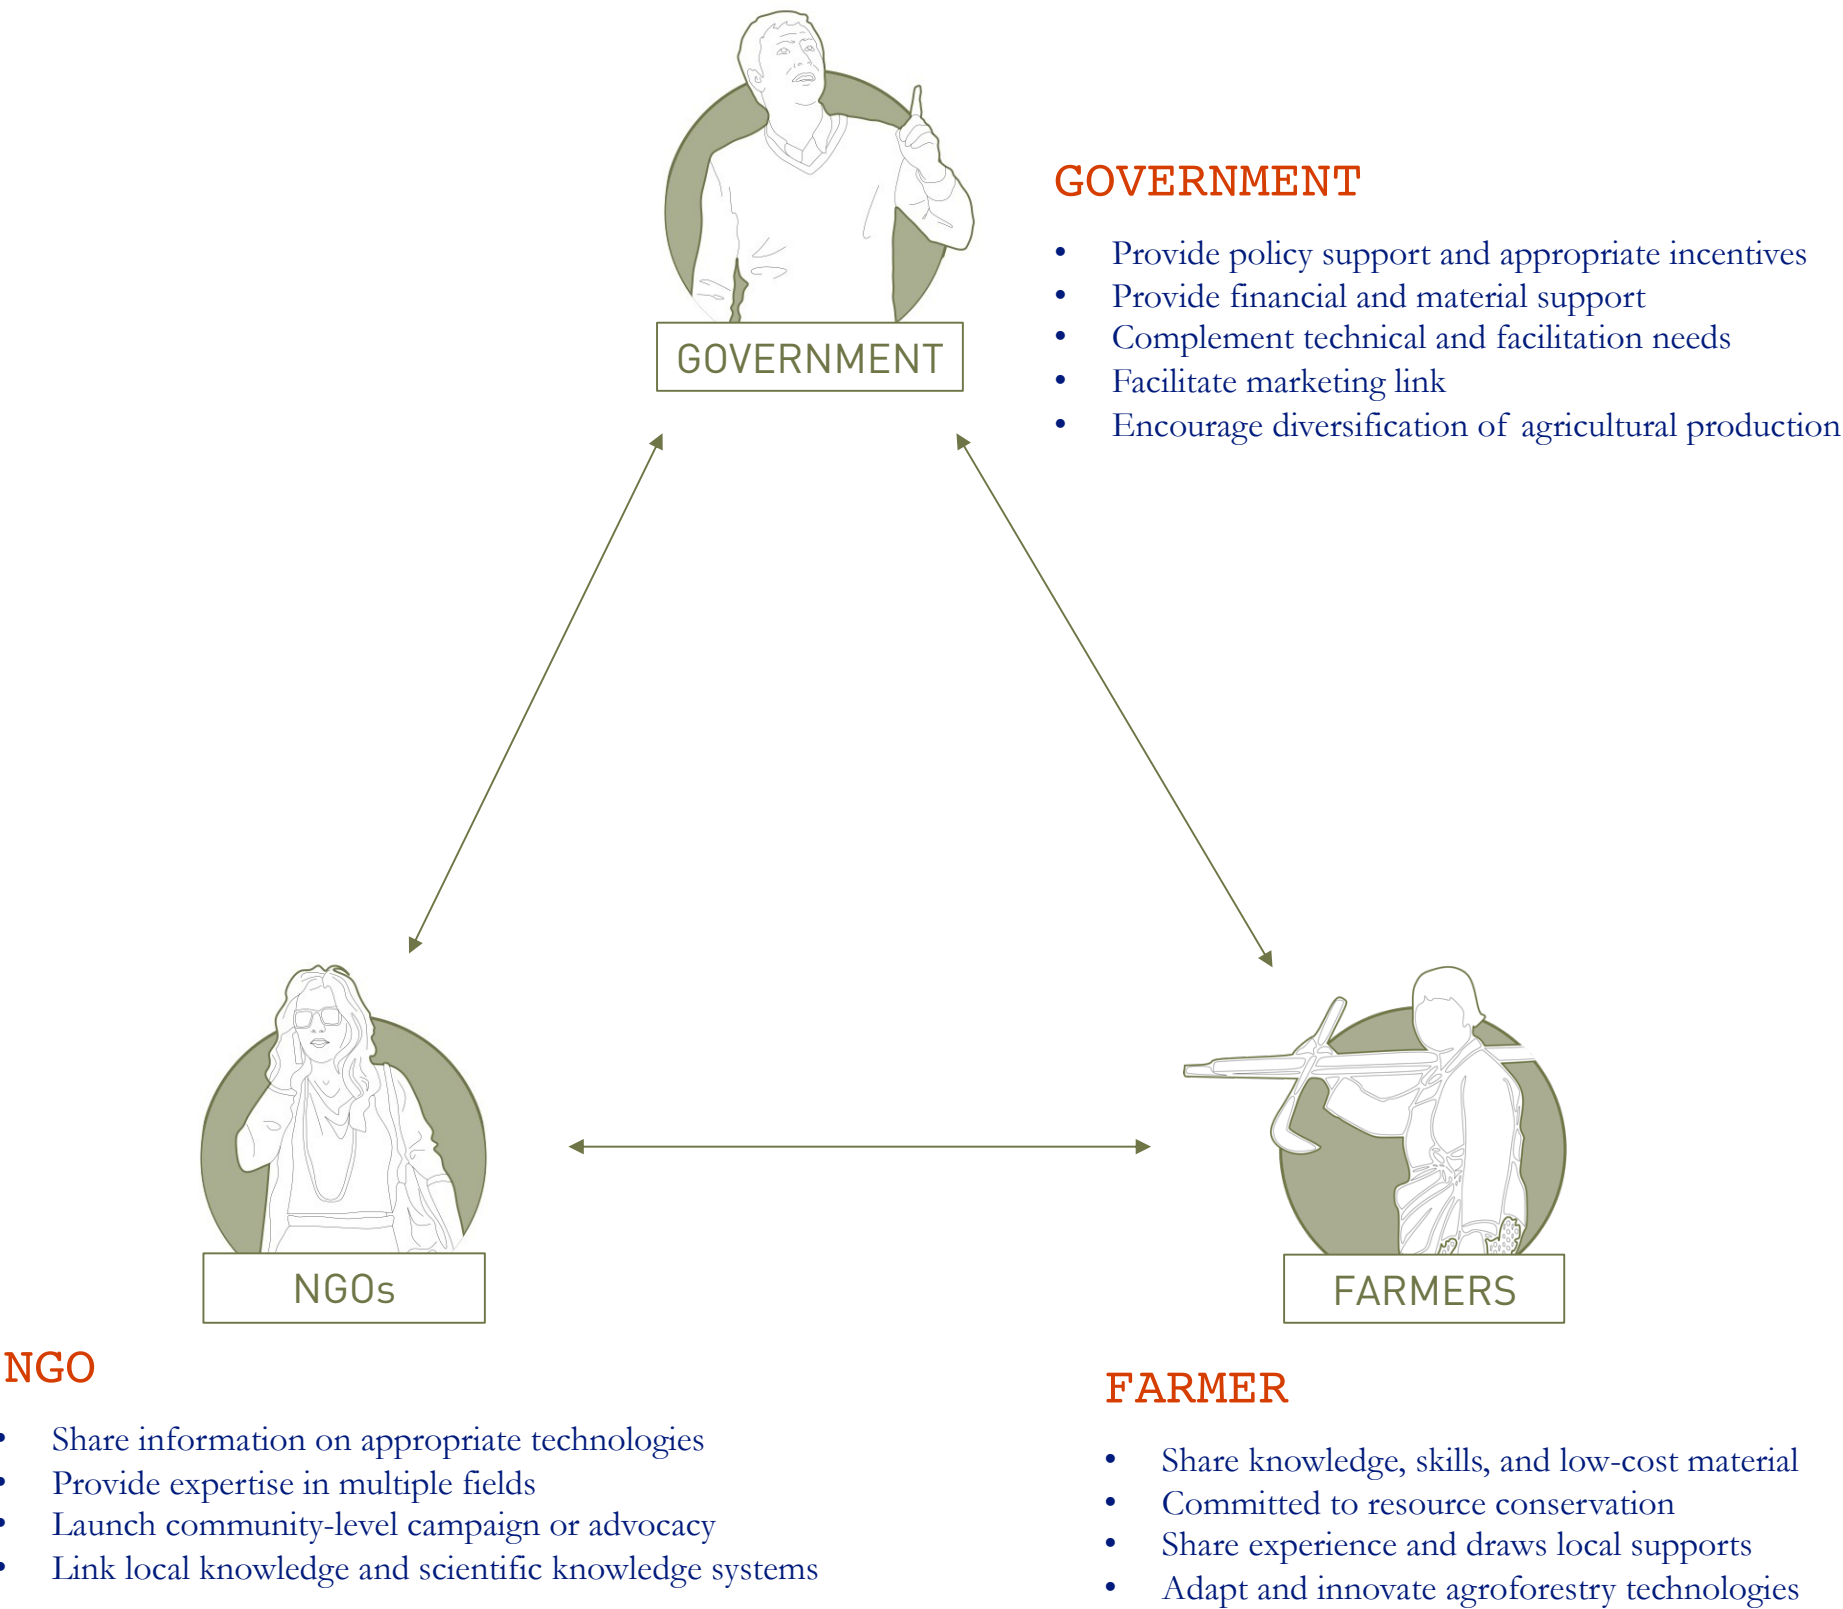 GOVERNMENT
GOVERNMENT
• Provide policy support and appropriate incentives
• Provide financial and material support
• Complement technical and facilitation needs
• Facilitate marketing link
• Encourage diversification of agricultural production
NGOs
FARMERS
NGO
• Share information on appropriate technologies
• Provide expertise in multiple fields
• Launch community-level campaign or advocacy
• Link local knowledge and scientific knowledge systems
FARMER
• Share knowledge, skills, and low-cost material
• Committed to resource conservation
• Share experience and draws local supports
• Adapt and innovate agroforestry technologies